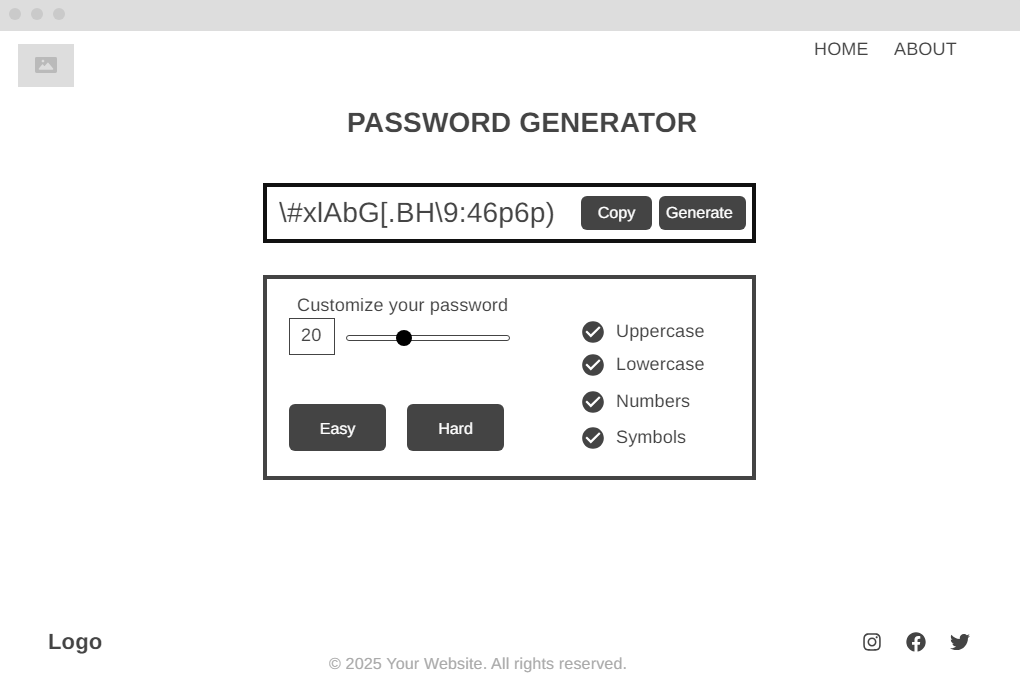 HOME ABOUT
PASSWORD GENERATOR
\#xlAbG[.BH\9:46p6p) Copy Generate
Customize your password
20
Uppercase
Lowercase
Numbers
Symbols
Easy Hard
Logo
© 2025 Your Website. All rights reserved.